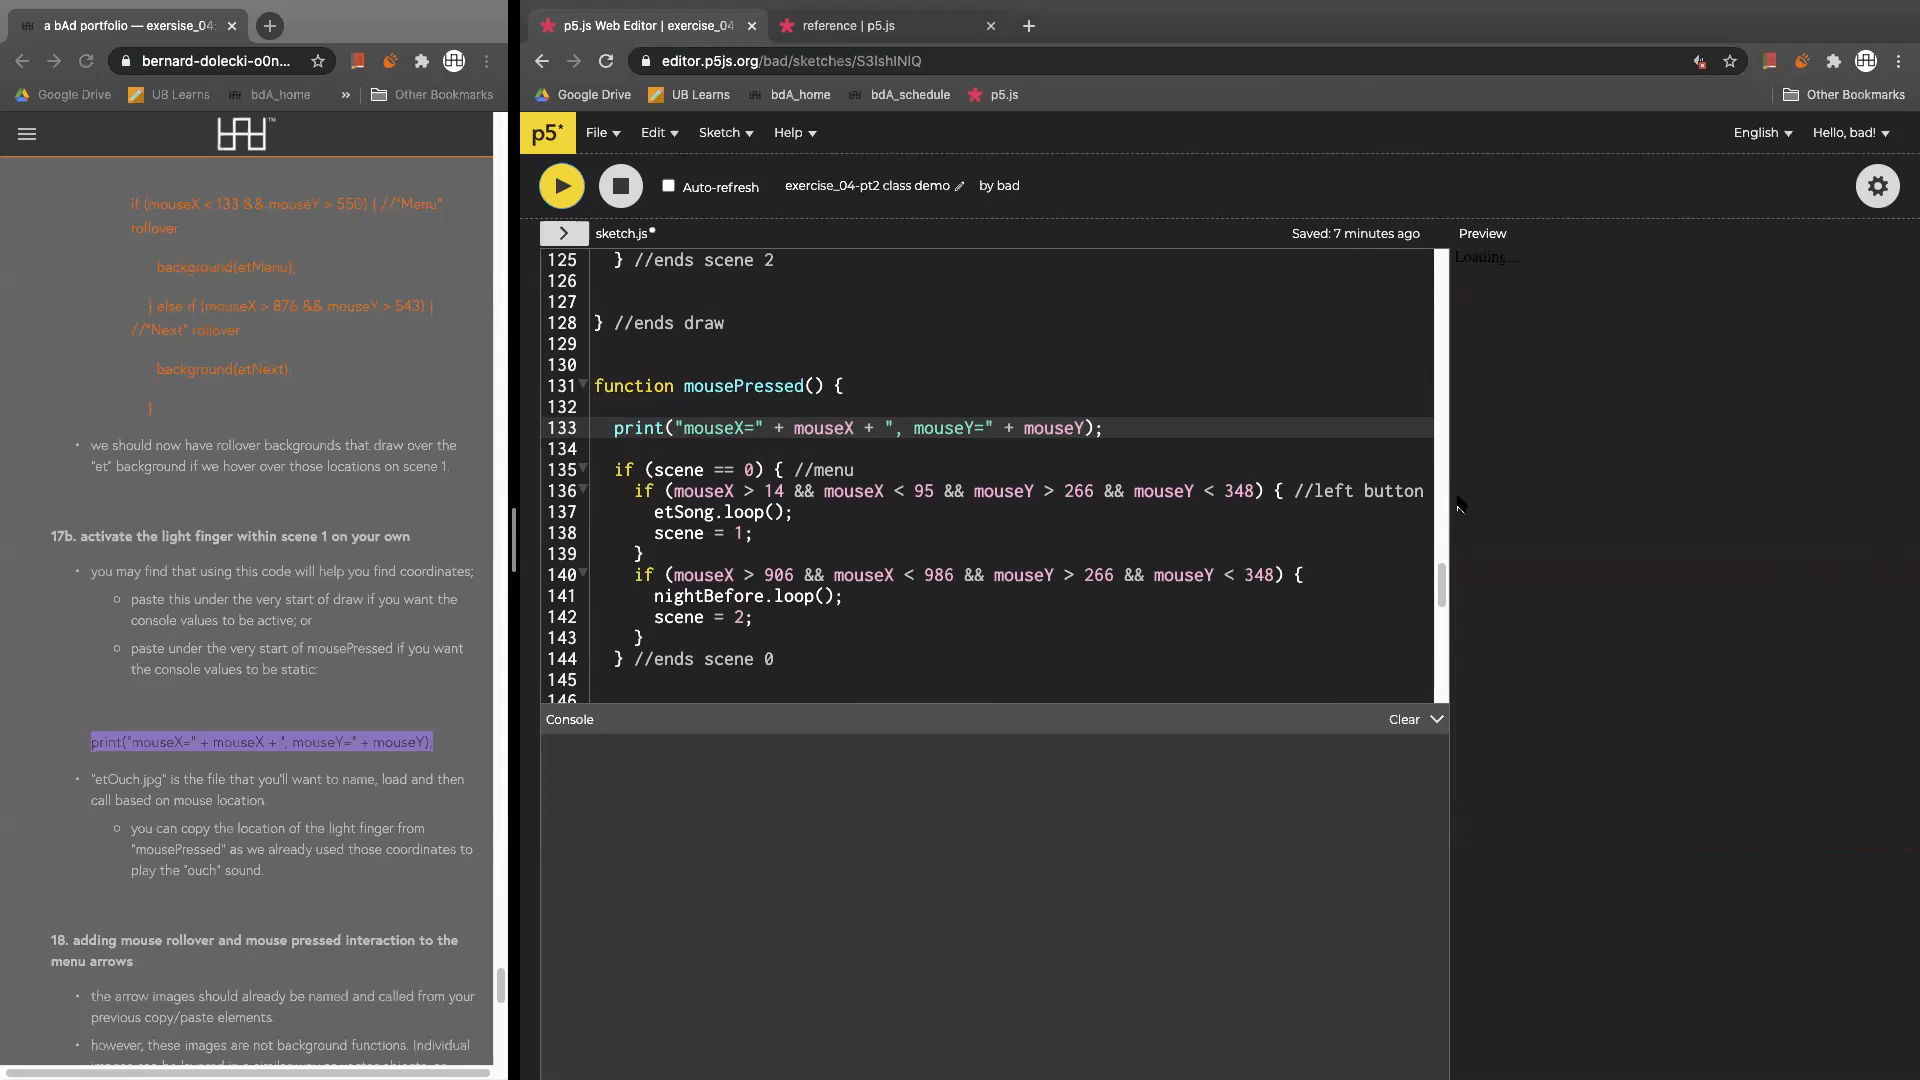 a bAd portfolio — exersise_04
bernard-dolecki-o0n...
Google Drive UB Learns bdA_home » Other Bookmarks
if (mouseX < 133 && mouseY > 550) { //"Menu"
rollover
background(etMenu);
} else if (mouseX > 876 && mouseY > 543) {
//"Next" rollover
background(etNext);
}
• we should now have rollover backgrounds that draw over the
"et" background if we hover over those locations on scene 1.
17b. activate the light finger within scene 1 on your own
• you may find that using this code will help you find coordinates;
○ paste this under the very start of draw if you want the
console values to be active; or
○ paste under the very start of mousePressed if you want
the console values to be static:
print("mouseX=" + mouseX + ", mouseY=" + mouseY);
• "etOuch.jpg" is the file that you'll want to name, load and then
call based on mouse location.
○ you can copy the location of the light finger from
"mousePressed" as we already used those coordinates to
play the "ouch" sound.
18. adding mouse rollover and mouse pressed interaction to the
menu arrows
• the arrow images should already be named and called from your
previous copy/paste elements.
• however, these images are not background functions. Individual
p5.js Web Editor | exercise_04
reference | p5.js
editor.p5js.org/bad/sketches/S3IshINlQ
Google Drive UB Learns bdA_home bdA_schedule p5.js Other Bookmarks
p5* File Edit Sketch Help English Hello, bad!
Auto-refresh exercise_04-pt2 class demo by bad
sketch.js Saved: 7 minutes ago Preview
Loading...
125 } //ends scene 2
126
127
128 } //ends draw
129
130
131 function mousePressed() {
132
133 print("mouseX=" + mouseX + ", mouseY=" + mouseY);
134
135 if (scene == 0) { //menu
136 if (mouseX > 14 && mouseX < 95 && mouseY > 266 && mouseY < 348) { //left button
137 etSong.loop();
138 scene = 1;
139 }
140 if (mouseX > 906 && mouseX < 986 && mouseY > 266 && mouseY < 348) {
141 nightBefore.loop();
142 scene = 2;
143 }
144 } //ends scene 0
145
146
Console Clear